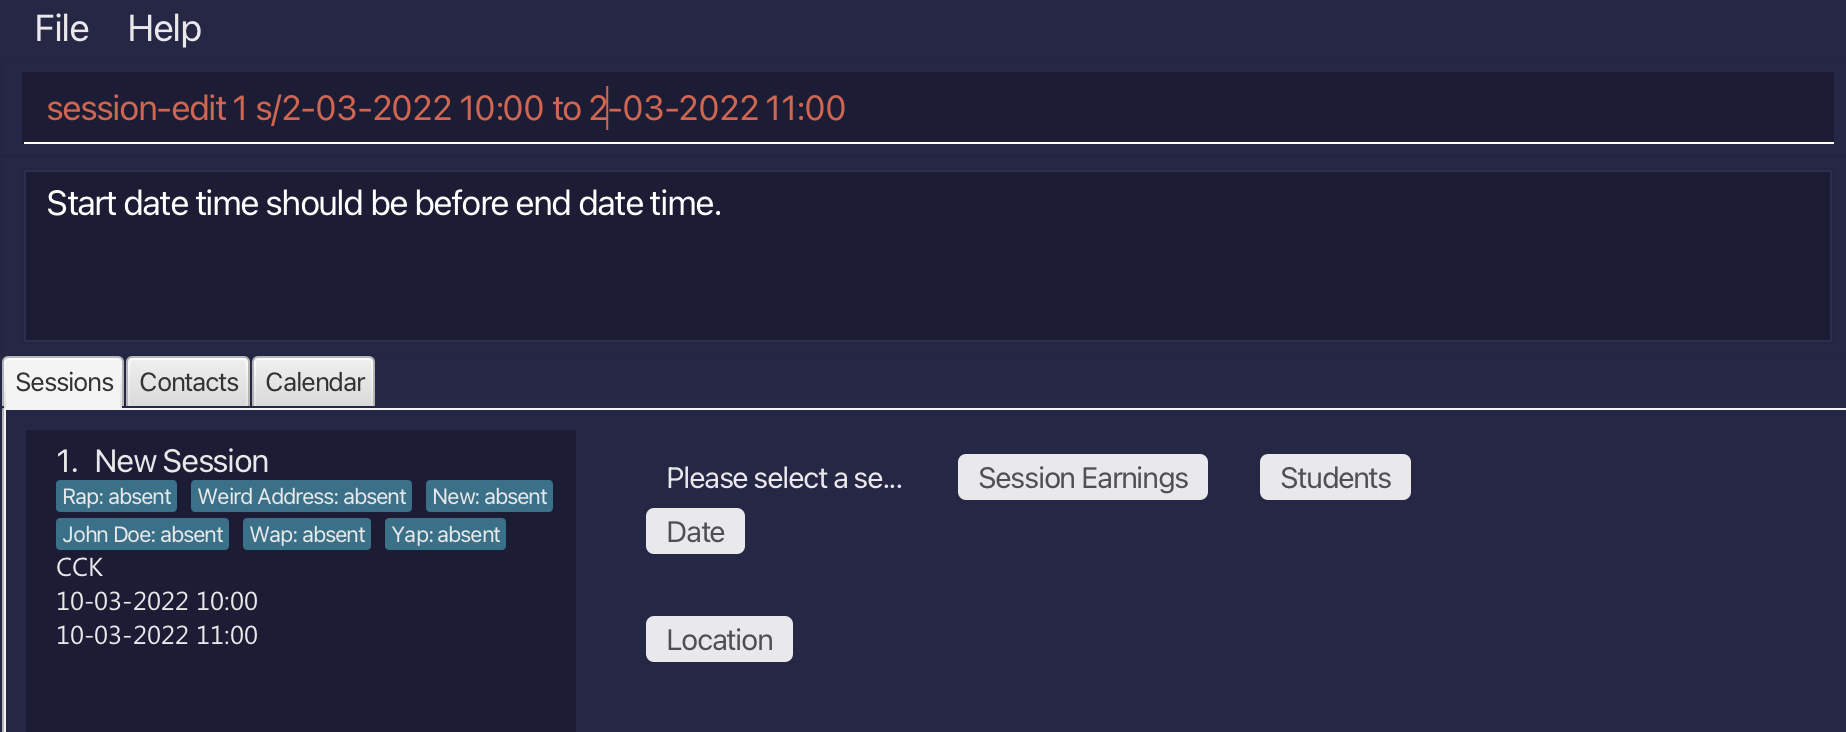 File Help
session-edit 1 s/2-03-2022 10:00 to 2-03-2022 11:00
Start date time should be before end date time.
Sessions Contacts Calendar
1. New Session
Rap: absent Weird Address: absent New: absent
John Doe: absent Wap: absent Yap: absent
CCK
10-03-2022 10:00
10-03-2022 11:00
Please select a se... Session Earnings Students
Date
Location